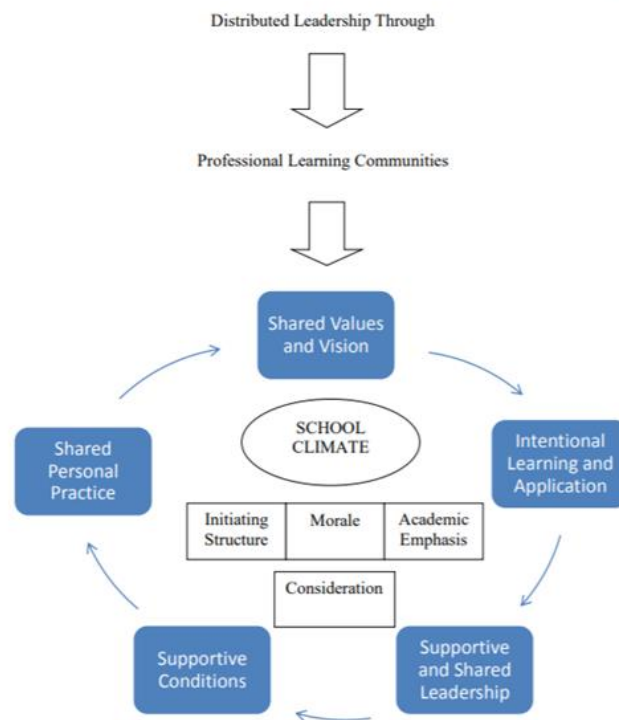 Distributed Leadership Through
Professional Learning Communities
Shared Values
and Vision
Shared
Personal
Practice
SCHOOL
CLIMATE
Intentional
Learning and
Application
Initiating
Structure
Morale
Academic
Emphasis
Consideration
Supportive
Conditions
Supportive
and Shared
Leadership